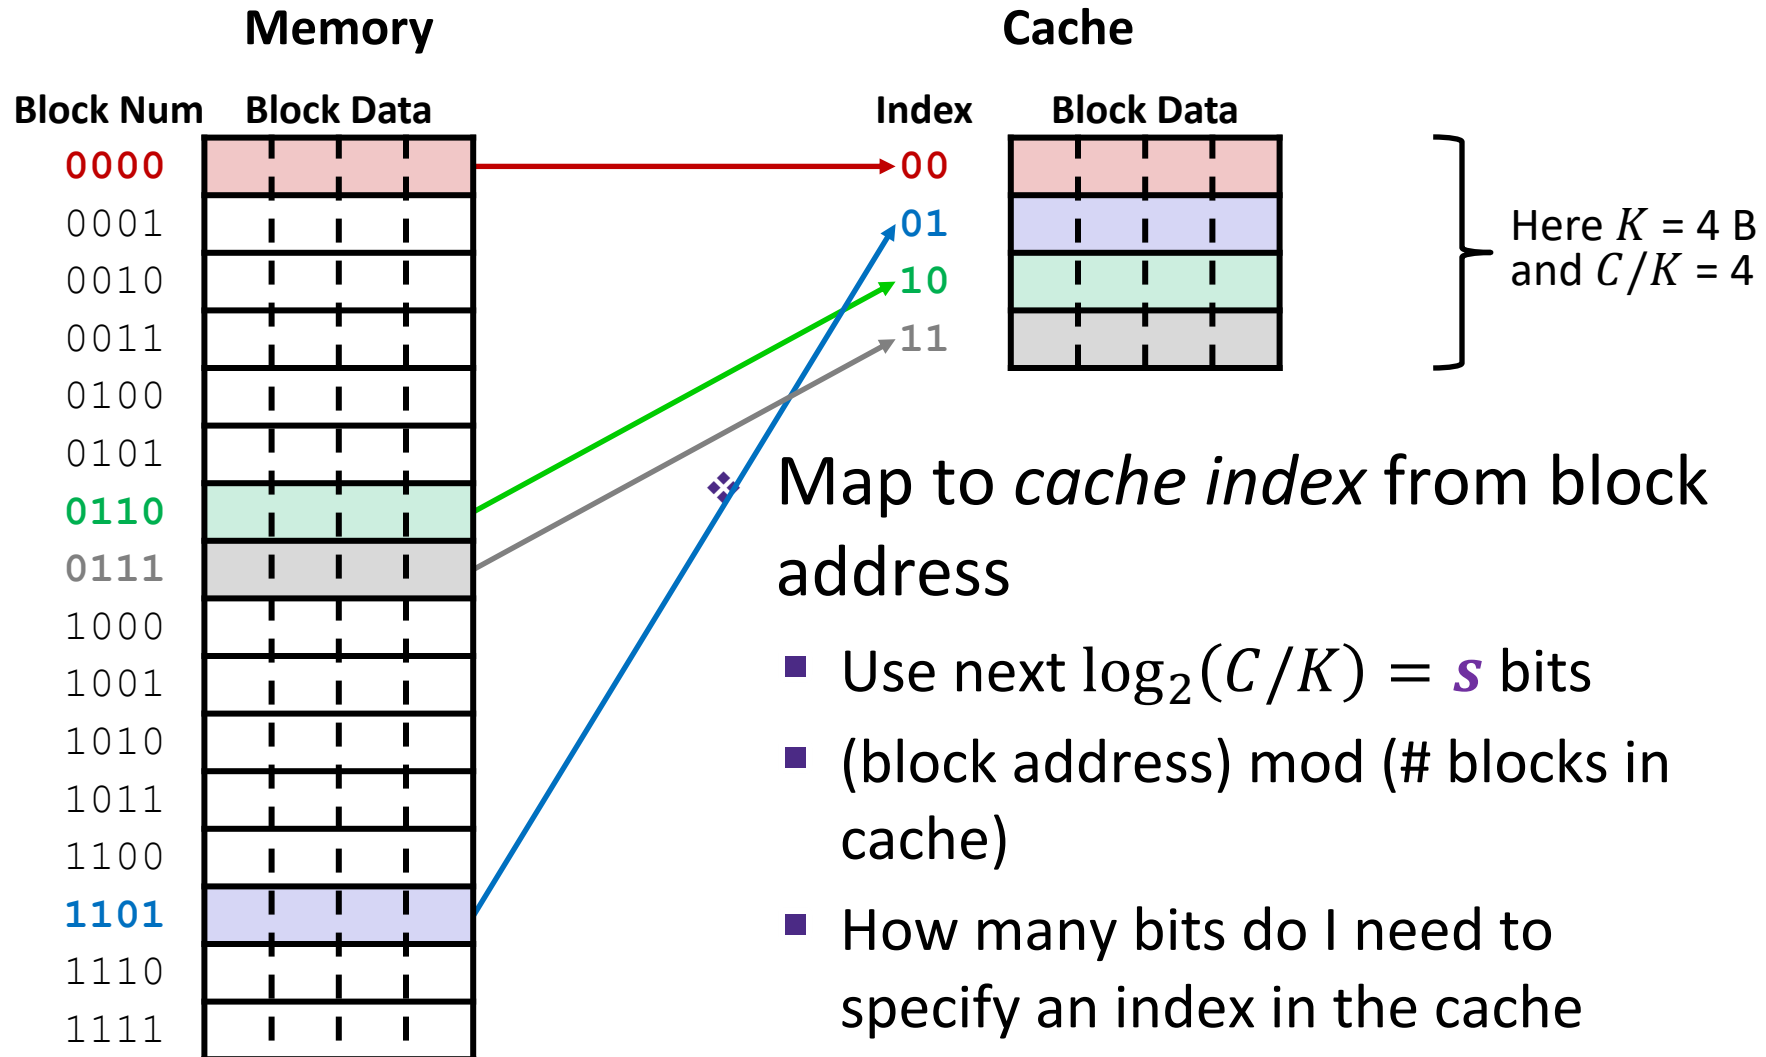 Memory
Cache
Block Num Block Data
Index Block Data
0000
0001
0010
0011
0100
0101
0110
0111
1000
1001
1010
1011
1100
1101
1110
1111
00
01
10
11
Here K = 4 B
and C/K = 4
❖ Map to cache index from block
address
▪ Use next log₂(C/K) = s bits
▪ (block address) mod (# blocks in
cache)
▪ How many bits do I need to
specify an index in the cache